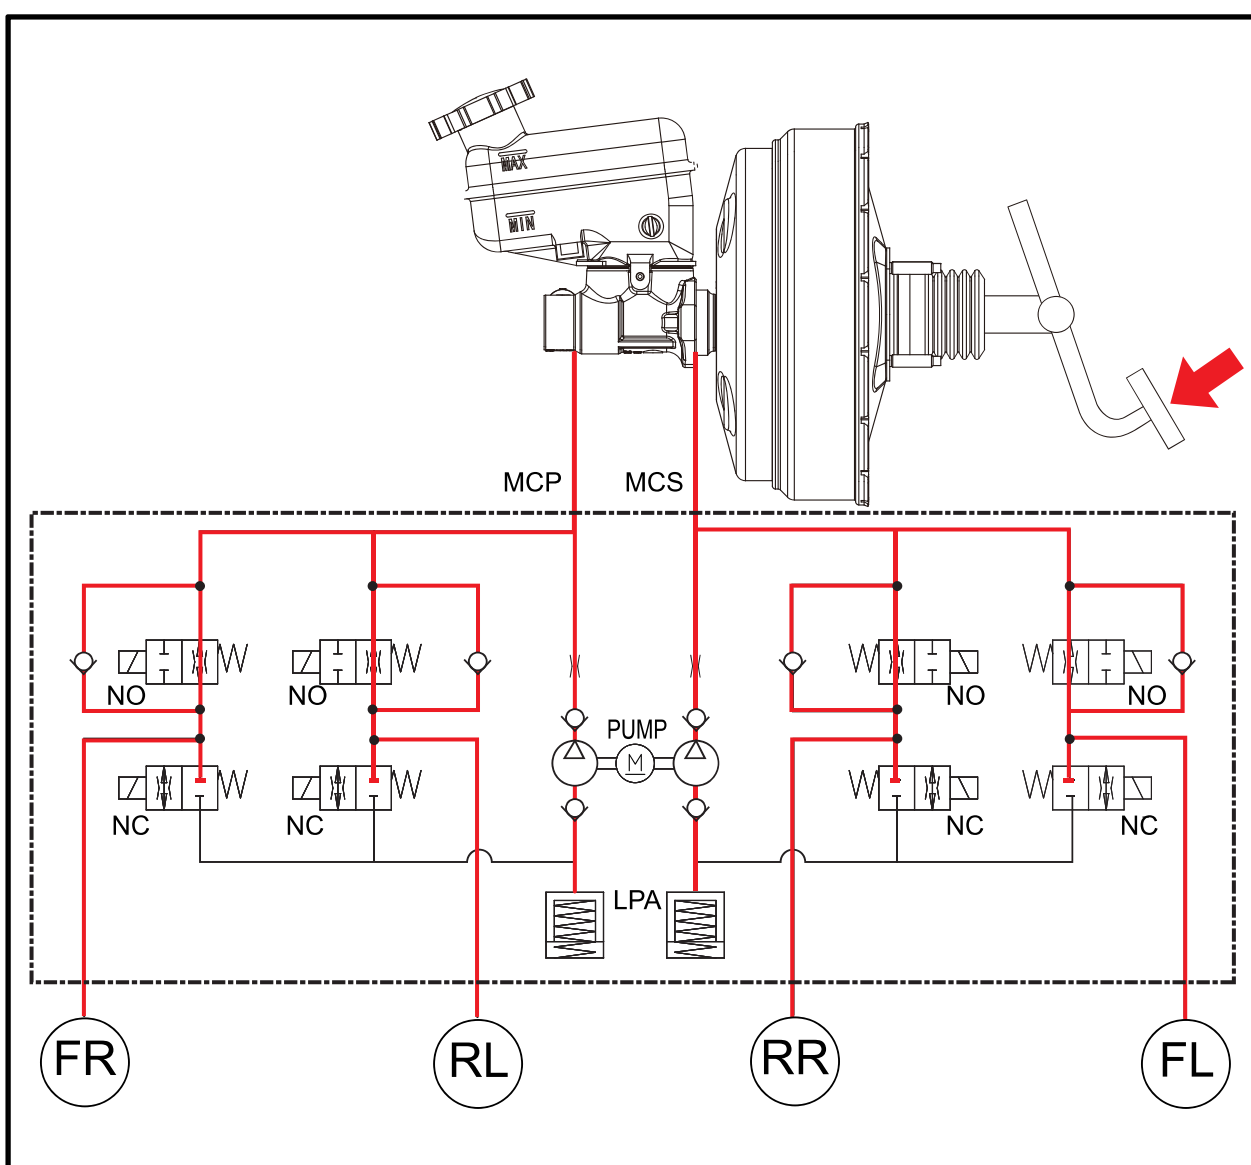 MAX
MIN
MCP MCS
NO NO PUMP NO NO
M
NC NC NC NC
LPA
FR RL RR FL